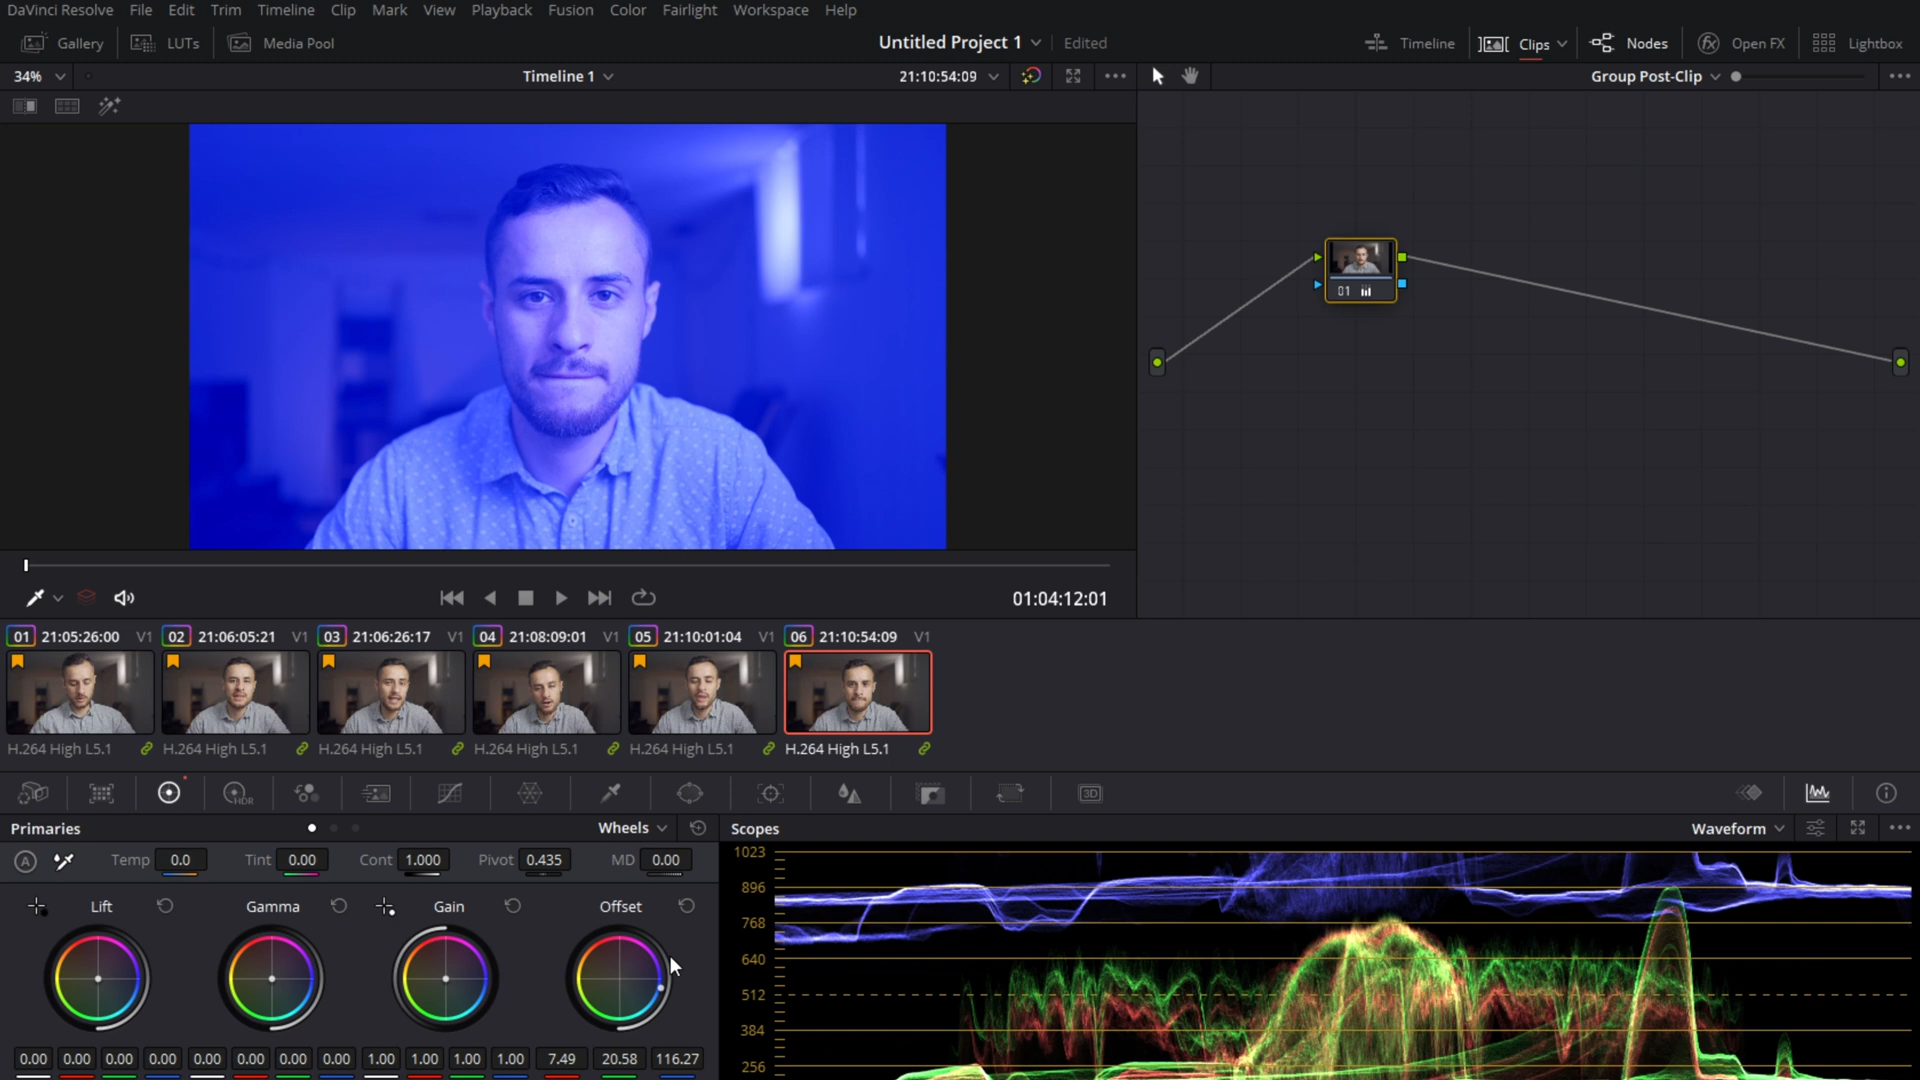 DaVinci Resolve File Edit Trim Timeline Clip Mark View Playback Fusion Color Fairlight Workspace Help
Gallery LUTs Media Pool Untitled Project 1 Edited Timeline Clips Nodes Open FX Lightbox
34% Timeline 1 21:10:54:09 Group Post-Clip
01
01:04:12:01
01 21:05:26:00 V1 02 21:06:05:21 V1 03 21:06:26:17 V1 04 21:08:09:01 V1 05 21:10:01:04 V1 06 21:10:54:09 V1
H.264 High L5.1 H.264 High L5.1 H.264 High L5.1 H.264 High L5.1 H.264 High L5.1 H.264 High L5.1
HDR 3D
Primaries Wheels Scopes Waveform
A Temp 0.0 Tint 0.00 Cont 1.000 Pivot 0.435 MD 0.00
Lift Gamma Gain Offset
0.00 0.00 0.00 0.00 0.00 0.00 0.00 0.00 1.00 1.00 1.00 1.00 7.49 20.58 116.27
1023
896
768
640
512
384
256